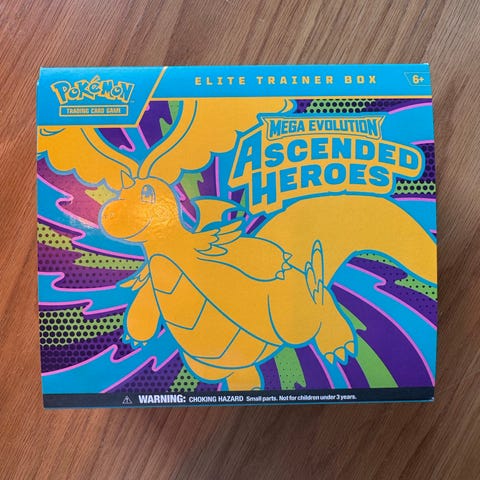 ELITE TRAINER BOX
6+
POKéMON
TRADING CARD GAME
MEGA EVOLUTION
ASCENDED
HEROES
WARNING: CHOKING HAZARD Small parts. Not for children under 3 years.